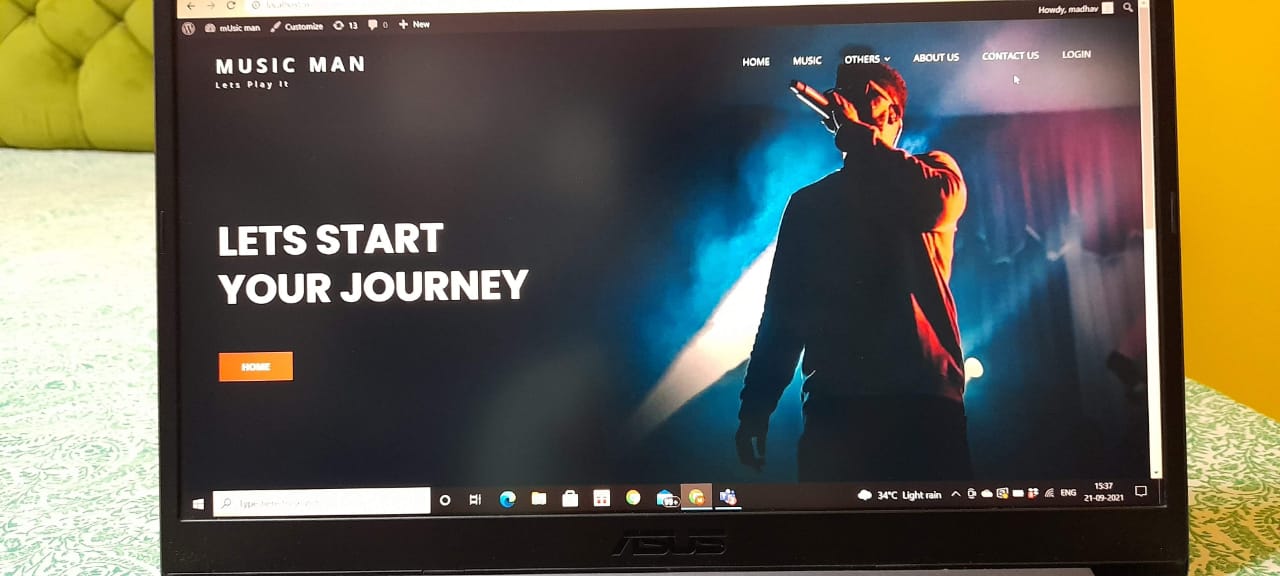 mUsic man Customize 13 0 New Howdy, madhav
MUSIC MAN
Lets Play It
HOME MUSIC OTHERS ABOUT US CONTACT US LOGIN
LETS START
YOUR JOURNEY
HOME
Type here to search
99+
34°C Light rain ENG
15:37
21-09-2021
ASUS